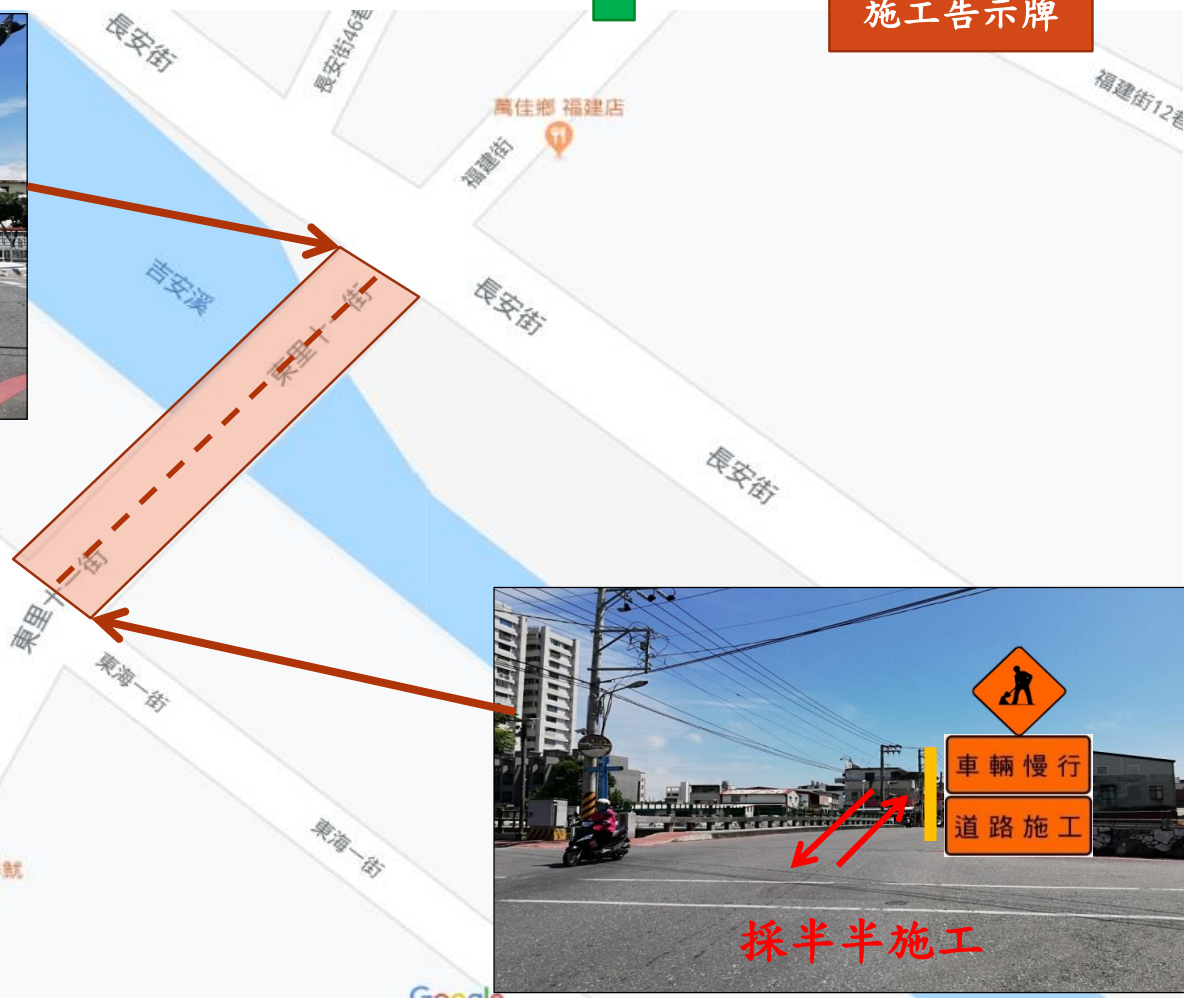 施工告示牌
長安街
長安街46巷
福建街12巷
萬佳鄉 福建店
福建街
吉安溪
東里十一街
長安街
長安街
東里十一街
東海一街
東海一街
車輛慢行
道路施工
採半半施工
Google